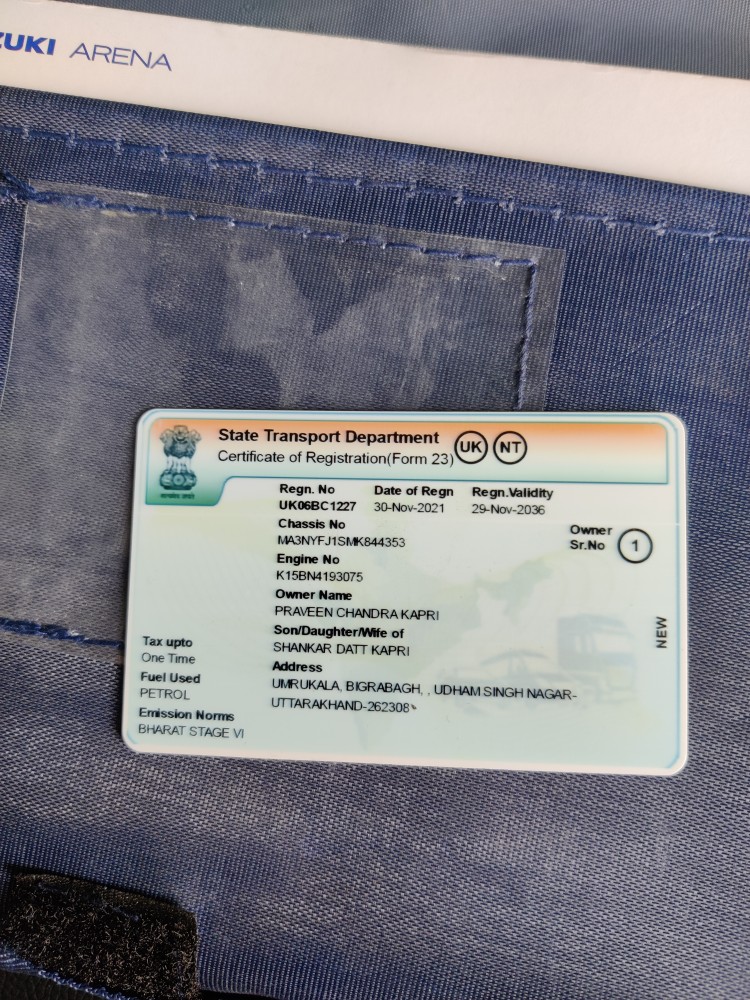 ZUKI ARENA
State Transport Department UK NT
Certificate of Registration(Form 23)
Regn. No Date of Regn Regn.Validity
UK06BC1227 30-Nov-2021 29-Nov-2036
Chassis No
MA3NYFJ1SMK844353
Owner
Sr.No 1
Engine No
K15BN4193075
Owner Name
PRAVEEN CHANDRA KAPRI
NEW
Son/Daughter/Wife of
SHANKAR DATT KAPRI
Address
UMRUKALA, BIGRABAGH, , UDHAM SINGH NAGAR-
UTTARAKHAND-262308
Tax upto
One Time
Fuel Used
PETROL
Emission Norms
BHARAT STAGE VI